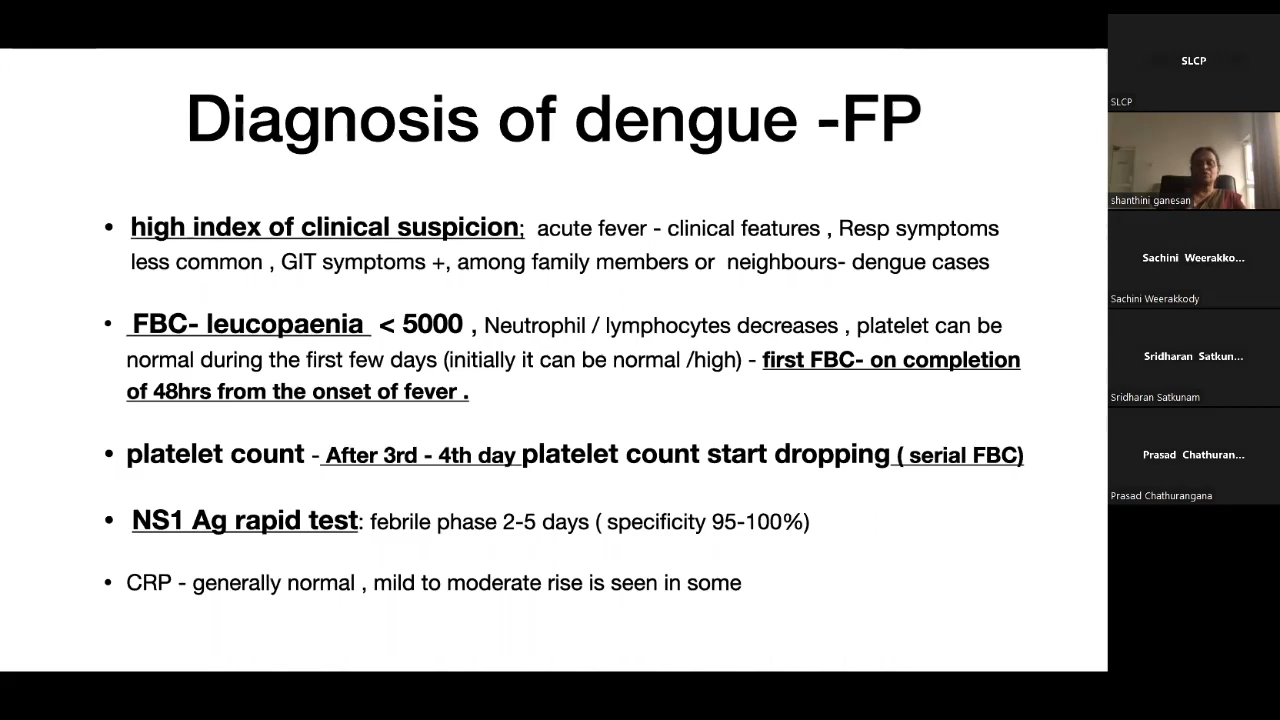 Diagnosis of dengue -FP
• high index of clinical suspicion; acute fever - clinical features , Resp symptoms
less common , GIT symptoms +, among family members or neighbours- dengue cases
• FBC- leucopaenia < 5000 , Neutrophil / lymphocytes decreases , platelet can be
normal during the first few days (initially it can be normal /high) - first FBC- on completion
of 48hrs from the onset of fever .
• platelet count - After 3rd - 4th day platelet count start dropping ( serial FBC)
• NS1 Ag rapid test: febrile phase 2-5 days ( specificity 95-100%)
• CRP - generally normal , mild to moderate rise is seen in some
SLCP
SLCP
shanthini ganesan
Sachini Weerakko...
Sachini Weerakkody
Sridharan Satkun...
Sridharan Satkunam
Prasad Chathuran...
Prasad Chathurangana